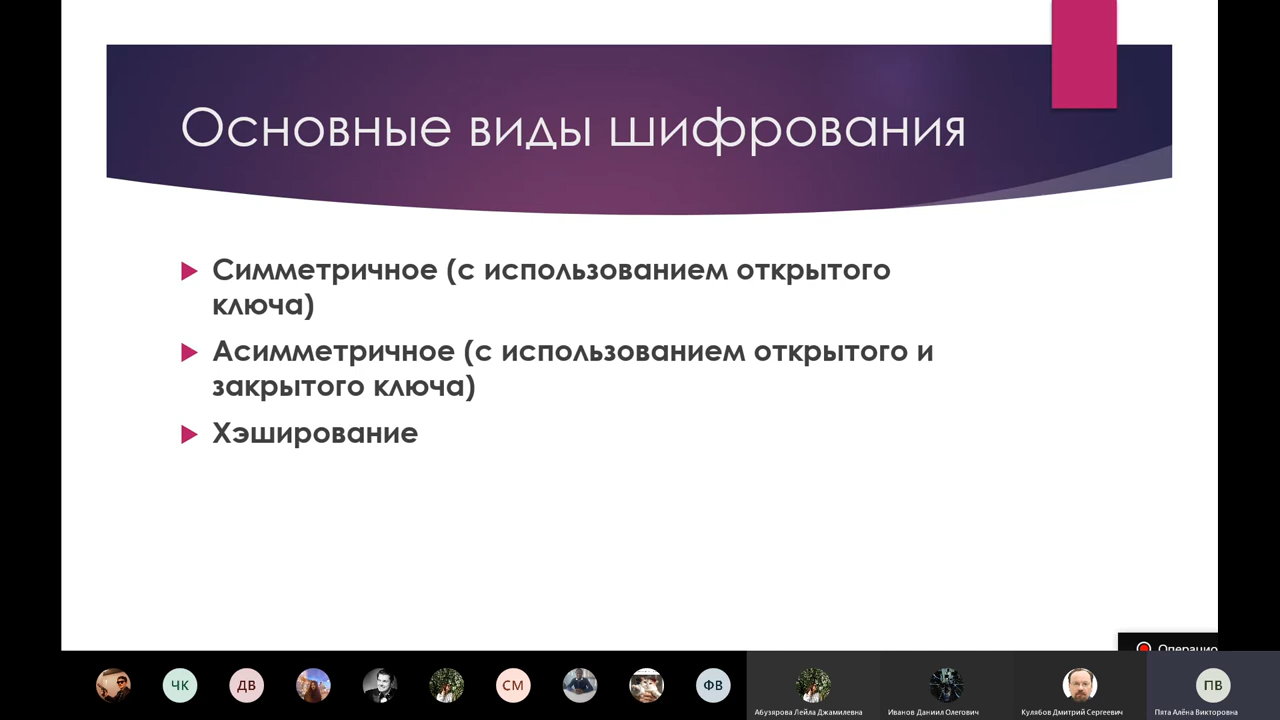 Основные виды шифрования
Симметричное (с использованием открытого
ключа)
Асимметричное (с использованием открытого и
закрытого ключа)
Хэширование
Операцио
ЧК
ДВ
СМ
ФВ
ПВ
Абузярова Лейла Джамилевна
Иванов Даниил Олегович
Кулябов Дмитрий Сергеевич
Пята Алёна Викторовна